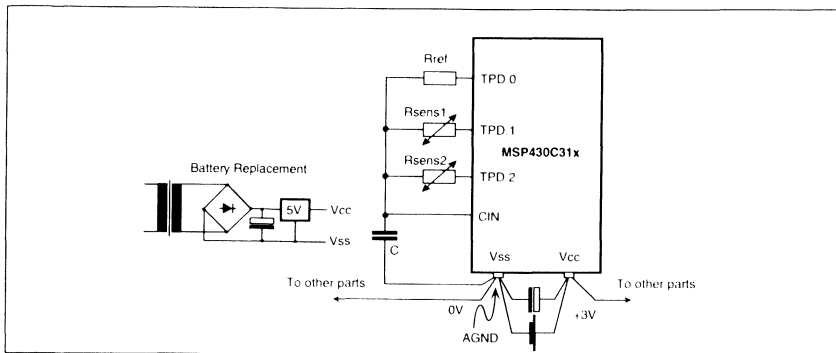 Rref
TPD.0
Rsens1
TPD.1
MSP430C31x
Rsens2
TPD.2
Battery Replacement
5V
Vcc
Vss
CIN
C
Vss
Vcc
To other parts
To other parts
0V
+3V
AGND